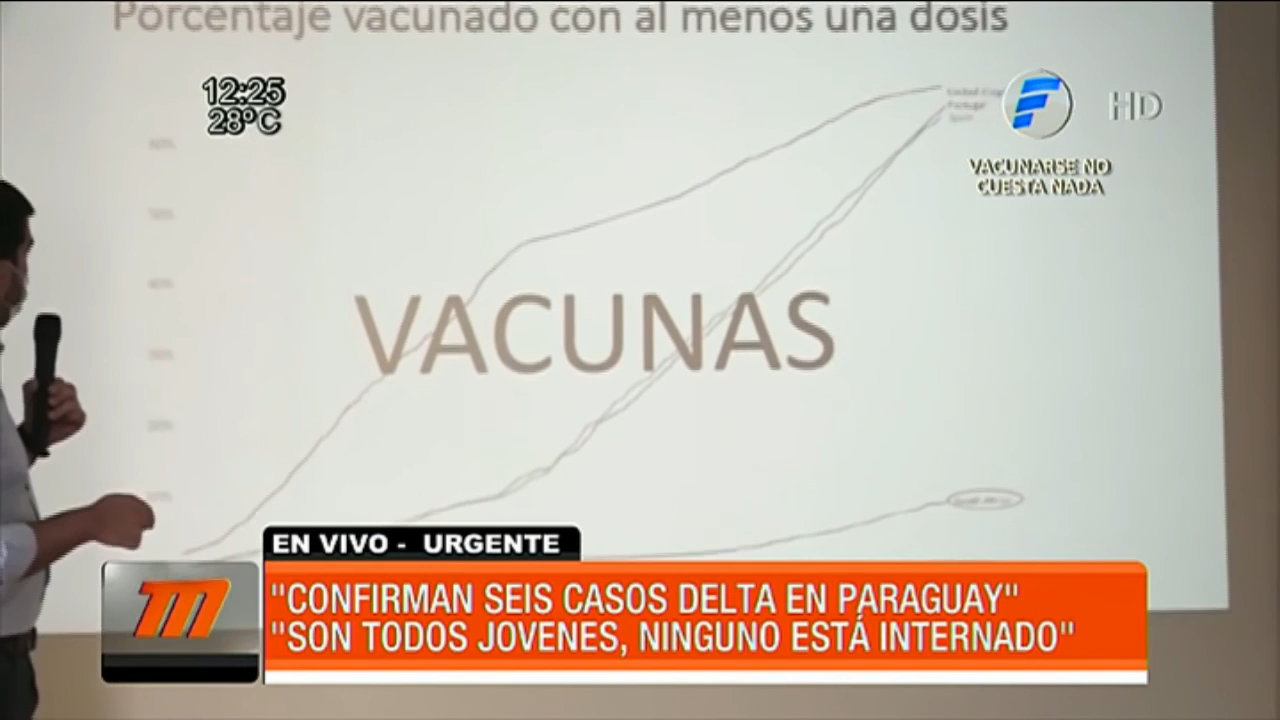 Porcentaje vacunado con al menos una dosis
12:25
28°C
HD
VACUNARSE NO
CUESTA NADA
VACUNAS
EN VIVO - URGENTE
"CONFIRMAN SEIS CASOS DELTA EN PARAGUAY"
"SON TODOS JOVENES, NINGUNO ESTÁ INTERNADO"